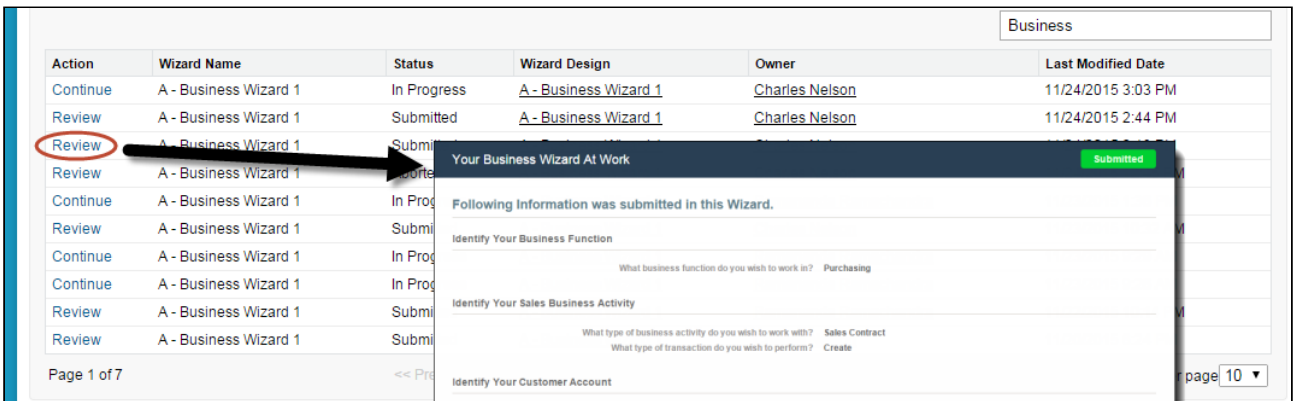 Business
Action Wizard Name Status Wizard Design Owner Last Modified Date
Continue A - Business Wizard 1 In Progress A - Business Wizard 1 Charles Nelson 11/24/2015 3:03 PM
Review A - Business Wizard 1 Submitted A - Business Wizard 1 Charles Nelson 11/24/2015 2:44 PM
Review A - Business Wizard 1
Review A - Business Wizard 1
Continue A - Business Wizard 1 In Prog
Review A - Business Wizard 1 Submi
Continue A - Business Wizard 1 In Prog
Continue A - Business Wizard 1 In Prog
Review A - Business Wizard 1 Submi
Review A - Business Wizard 1 Submi
Page 1 of 7 << Pre page 10
Your Business Wizard At Work Submitted
Following Information was submitted in this Wizard.
Identify Your Business Function
What business function do you wish to work in? Purchasing
Identify Your Sales Business Activity
What type of business activity do you wish to work with? Sales Contract
What type of transaction do you wish to perform? Create
Identify Your Customer Account